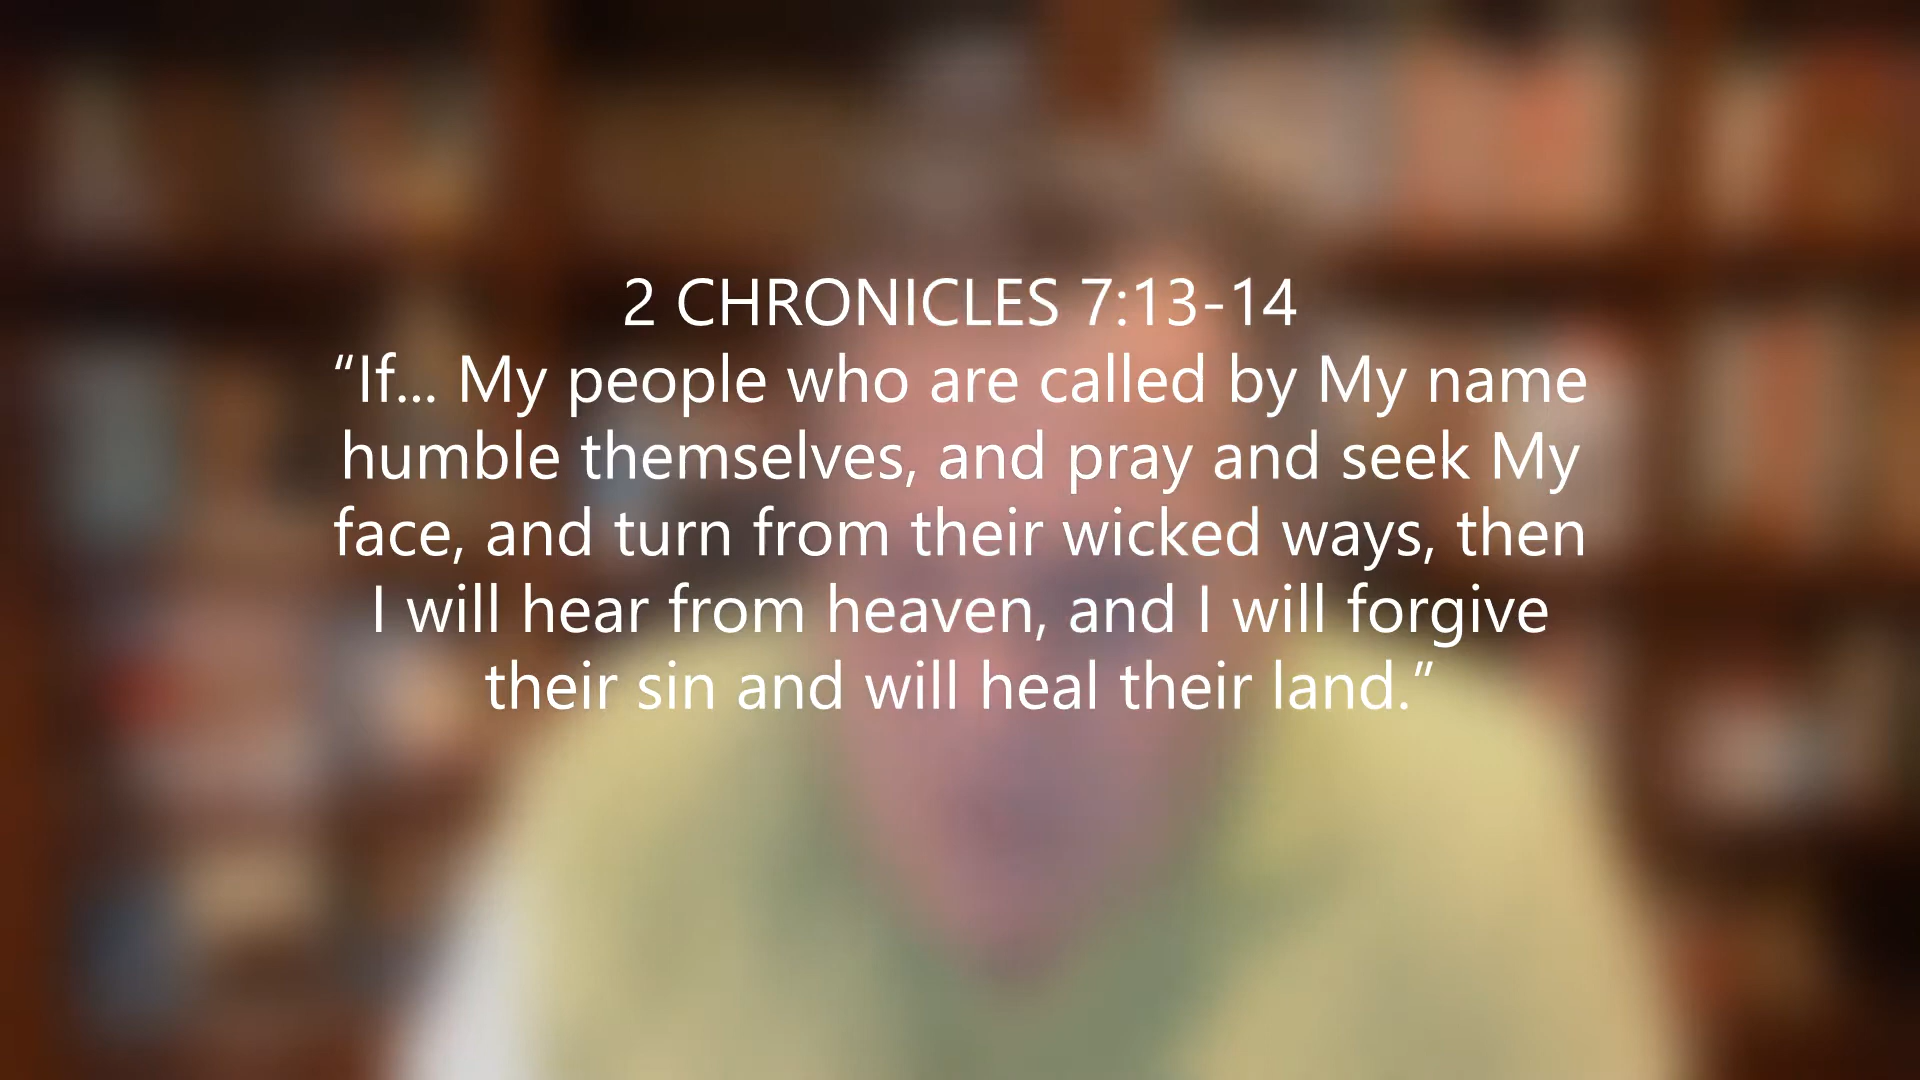 2 CHRONICLES 7:13-14
“If... My people who are called by My name
humble themselves, and pray and seek My
face, and turn from their wicked ways, then
I will hear from heaven, and I will forgive
their sin and will heal their land.”